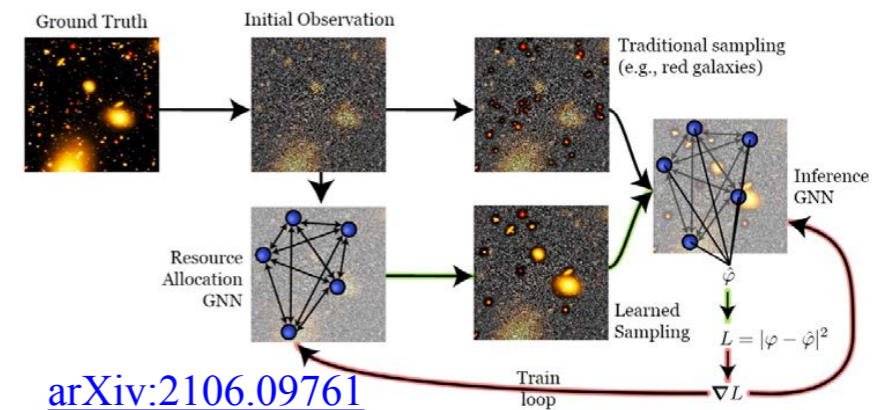 Ground Truth
Initial Observation
Traditional sampling
(e.g., red galaxies)
Inference
GNN
Resource
Allocation
GNN
Learned
Sampling
φ̂
L = |φ − φ̂|²
∇L
Train
loop
arXiv:2106.09761